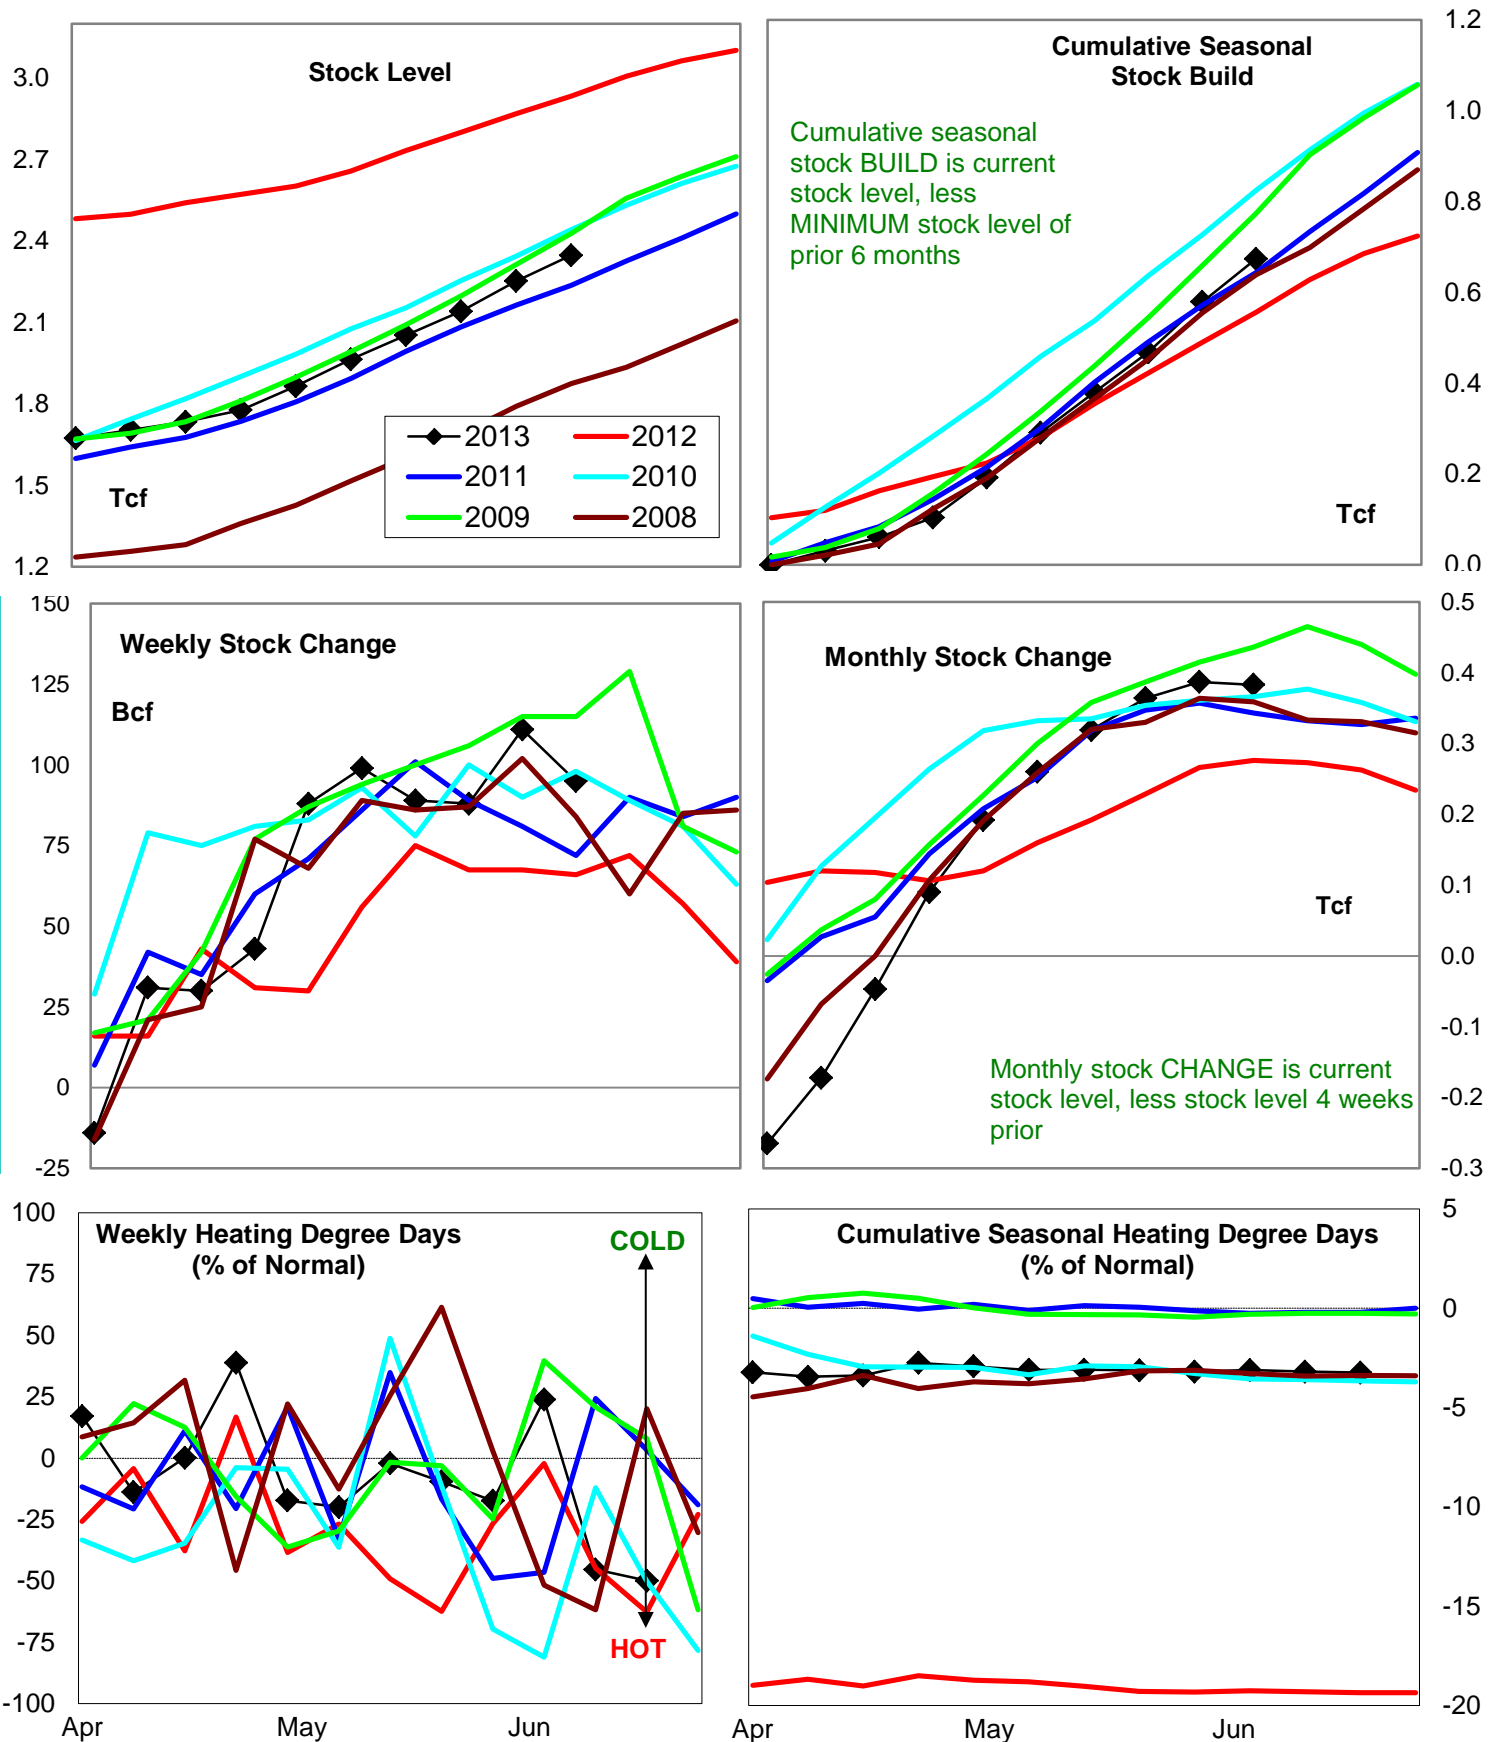 Stock Level
3.0
2.7
2.4
2.1
1.8
1.5
1.2
Tcf
2013
2012
2011
2010
2009
2008
Cumulative Seasonal
Stock Build
Cumulative seasonal
stock BUILD is current
stock level, less
MINIMUM stock level of
prior 6 months
Tcf
1.2
1.0
0.8
0.6
0.4
0.2
0.0
Weekly Stock Change
Bcf
150
125
100
75
50
25
0
-25
Monthly Stock Change
Tcf
Monthly stock CHANGE is current
stock level, less stock level 4 weeks
prior
0.5
0.4
0.3
0.2
0.1
0.0
-0.1
-0.2
-0.3
Weekly Heating Degree Days
(% of Normal)
COLD
HOT
100
75
50
25
0
-25
-50
-75
-100
Apr
May
Jun
Cumulative Seasonal Heating Degree Days
(% of Normal)
5
0
-5
-10
-15
-20
Apr
May
Jun